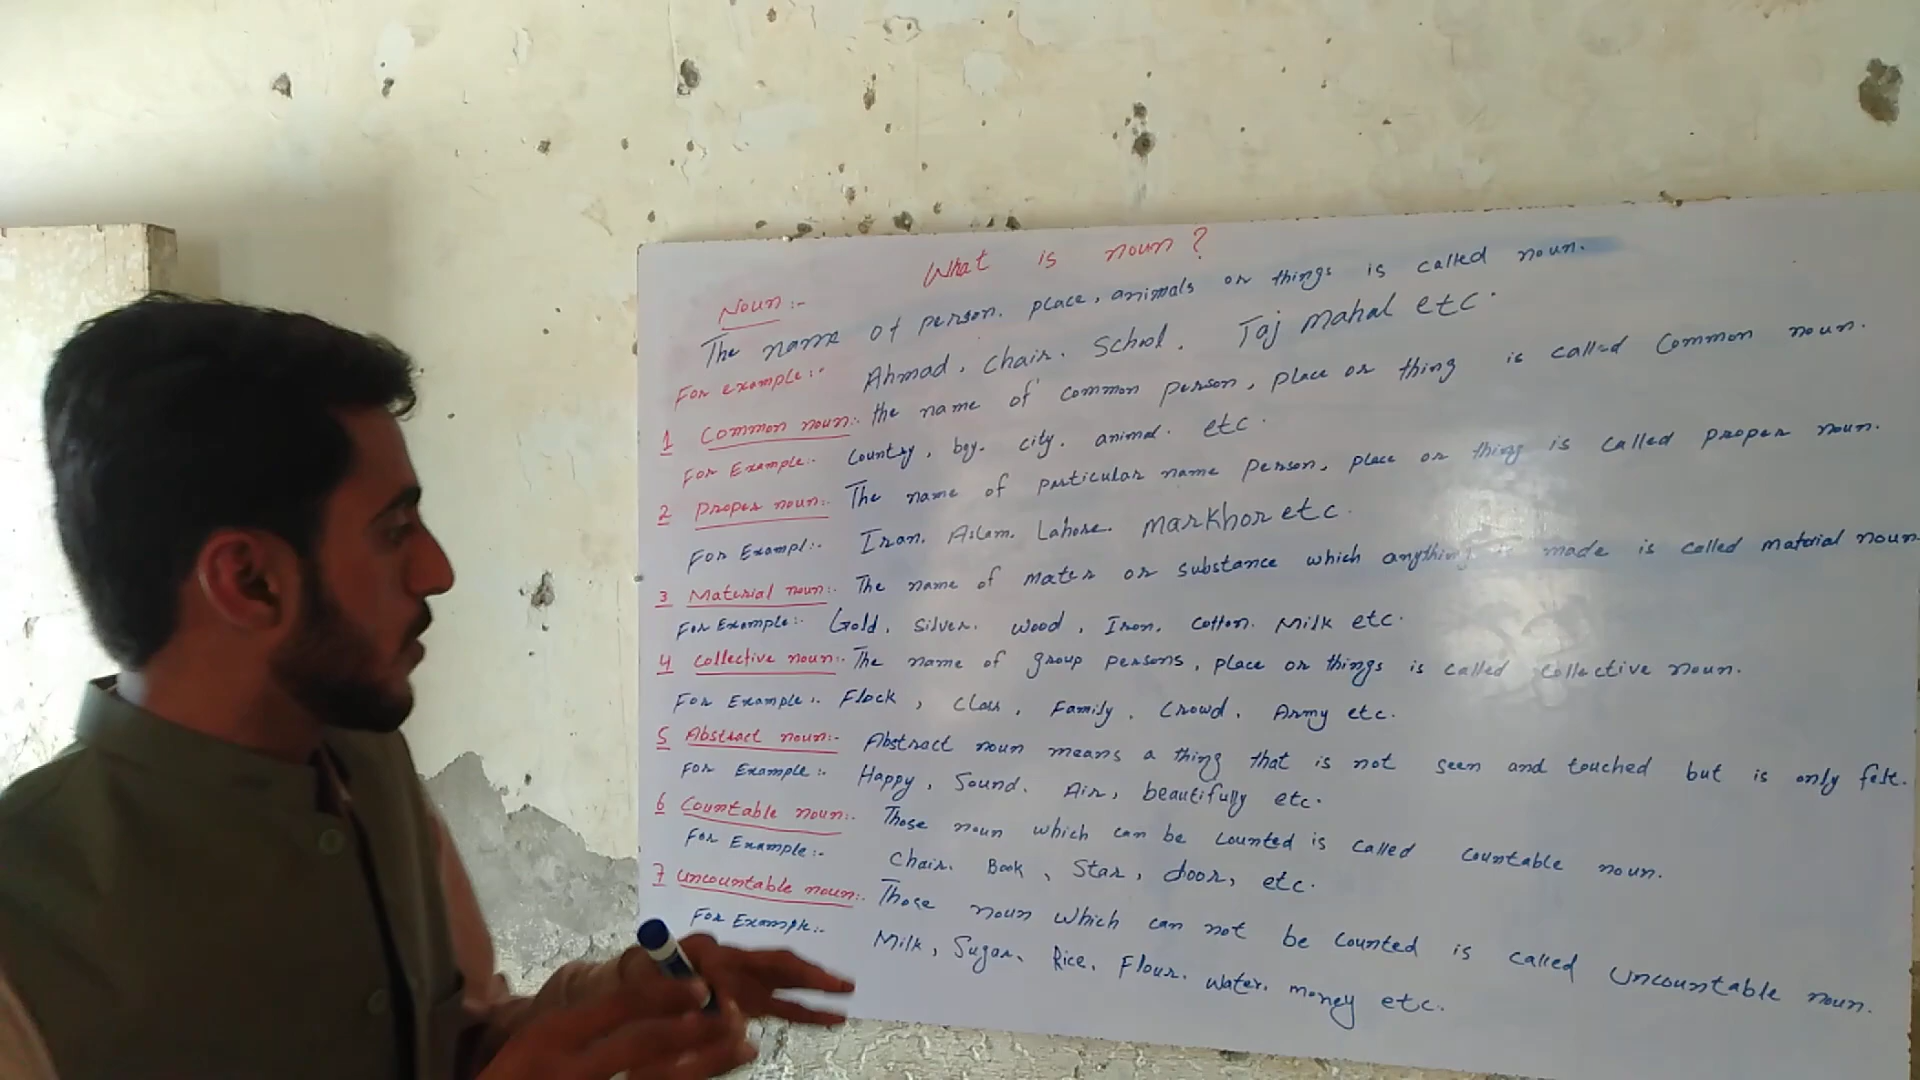 What is noun?
Noun:-
The name of person. place, animals or things is called noun.
For example:- Ahmad, Chair. School. Taj mahal etc.
1 Common noun:- the name of common person, place or thing is called Common noun.
For Example:- Country, boy. city. animal. etc.
2 Proper noun:- The name of particular name person, place or thing is called proper noun.
For Exampl:- Iran. Aslam. Lahore. markhor etc.
3 Material noun:- The name of mater or substance which anything is made is called material noun
For Example:- Gold, Silver. Wood, Iron, Cotton. Milk etc.
4 Collective noun:- The name of group persons, place or things is called collective noun.
For Example:- Flock, Class, Family, Crowd, Army etc.
5 Abstract noun:- Abstract noun means a thing that is not seen and touched but is only felt.
For Example:- Happy, Sound. Air, beautifully etc.
6 Countable noun:- Those noun which can be counted is called countable noun.
For Example:- Chair. Book, Star, door, etc.
7 Uncountable noun:- Those noun which can not be counted is called Uncountable noun.
For Example:- Milk, Sugar, Rice, Flour. Water. money etc.